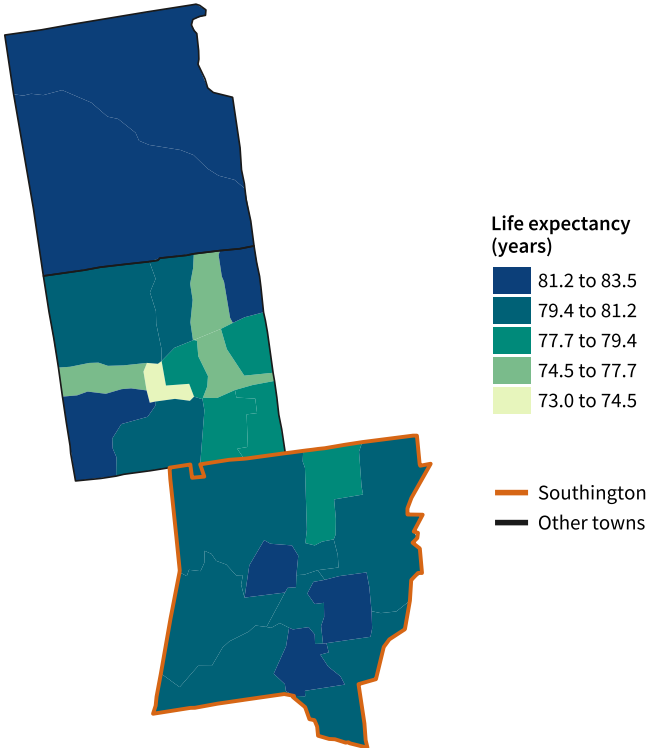 Life expectancy
(years)
81.2 to 83.5
79.4 to 81.2
77.7 to 79.4
74.5 to 77.7
73.0 to 74.5
Southington
Other towns